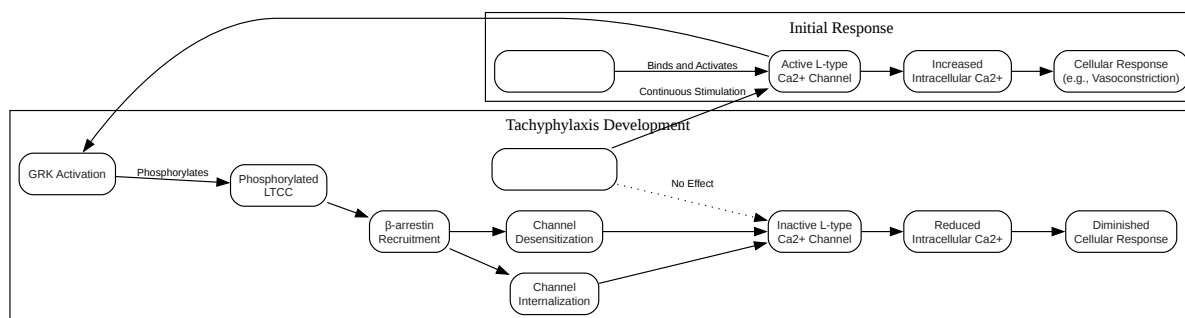 Initial Response
Binds and Activates
Active L-type
Ca2+ Channel
Increased
Intracellular Ca2+
Cellular Response
(e.g., Vasoconstriction)
Continuous Stimulation
Tachyphylaxis Development
GRK Activation
Phosphorylates
Phosphorylated
LTCC
No Effect
β-arrestin
Recruitment
Channel
Desensitization
Inactive L-type
Ca2+ Channel
Reduced
Intracellular Ca2+
Diminished
Cellular Response
Channel
Internalization